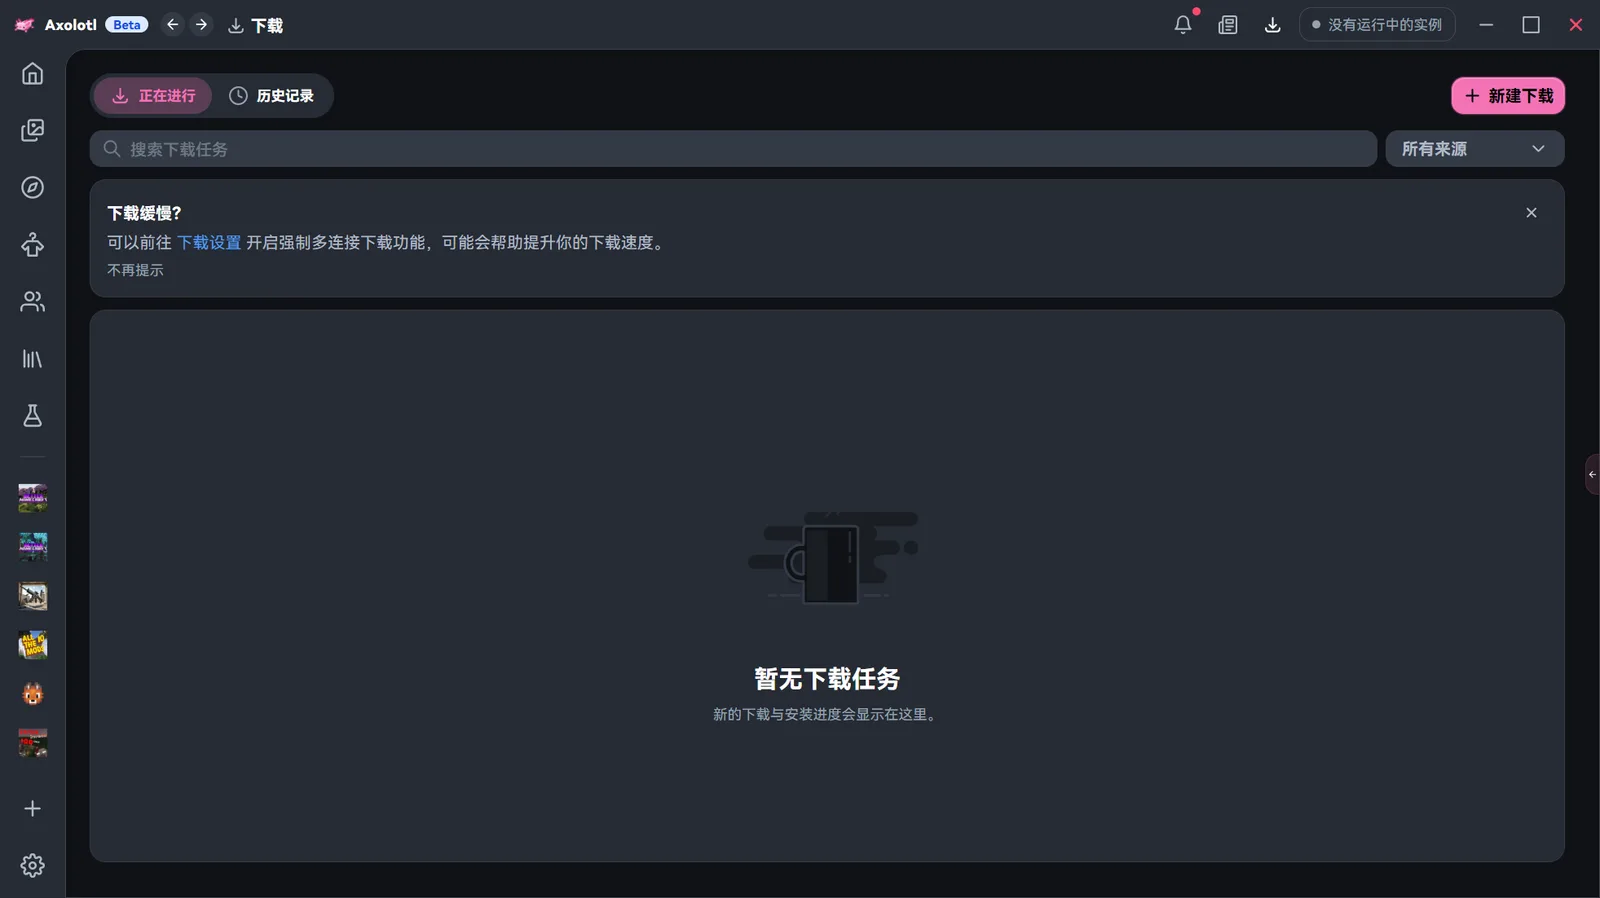 Axolotl Beta 下载
没有运行中的实例
正在进行 历史记录
新建下载
搜索下载任务
所有来源
下载缓慢?
可以前往 下载设置 开启强制多连接下载功能，可能会帮助提升你的下载速度。
不再提示
ALL THE MODS
暂无下载任务
新的下载与安装进度会显示在这里。